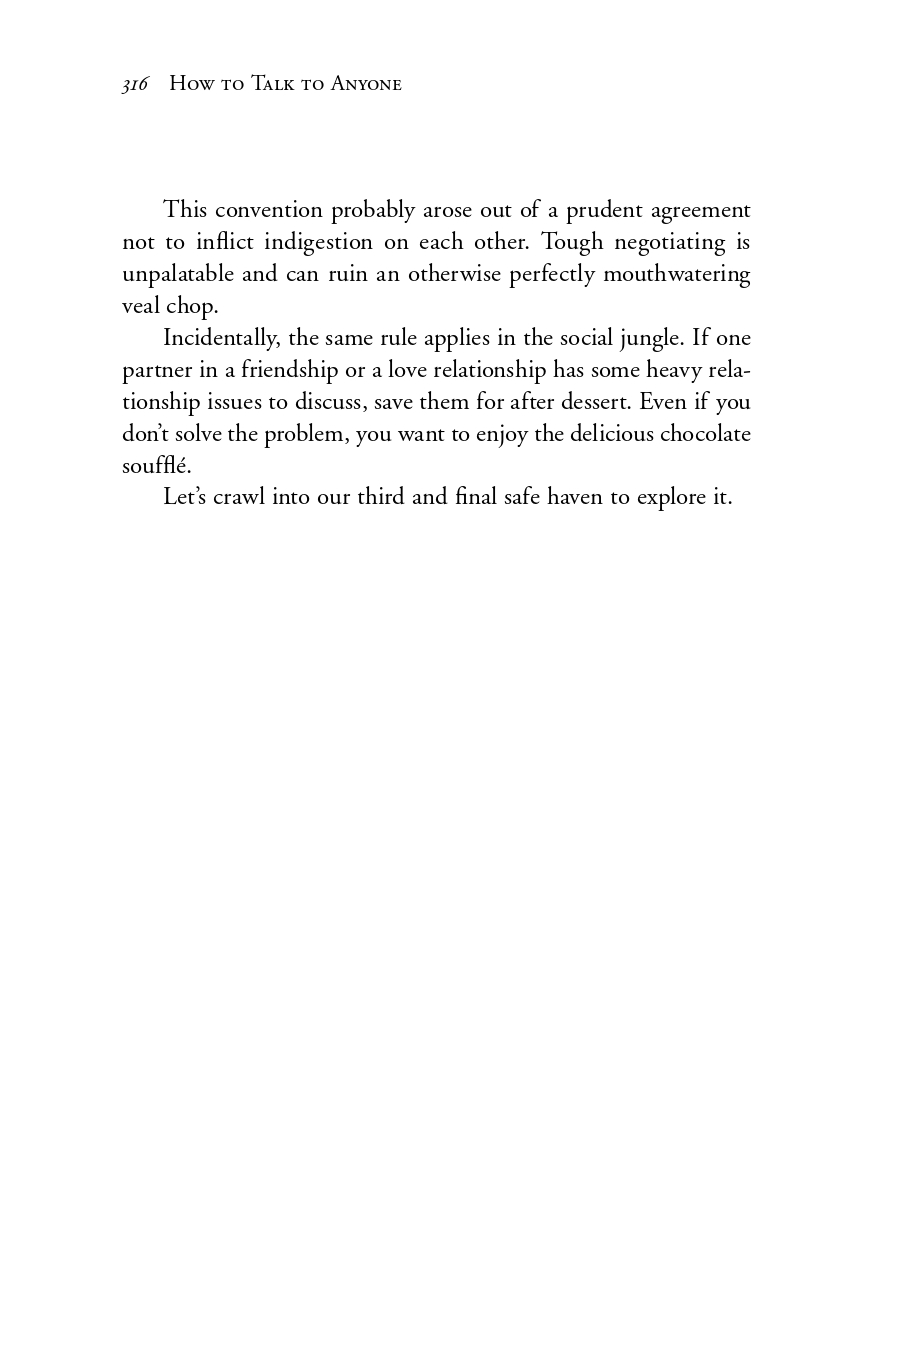 316 How to Talk to Anyone
This convention probably arose out of a prudent agreement
not to inflict indigestion on each other. Tough negotiating is
unpalatable and can ruin an otherwise perfectly mouthwatering
veal chop.
Incidentally, the same rule applies in the social jungle. If one
partner in a friendship or a love relationship has some heavy rela-
tionship issues to discuss, save them for after dessert. Even if you
don’t solve the problem, you want to enjoy the delicious chocolate
soufflé.
Let’s crawl into our third and final safe haven to explore it.